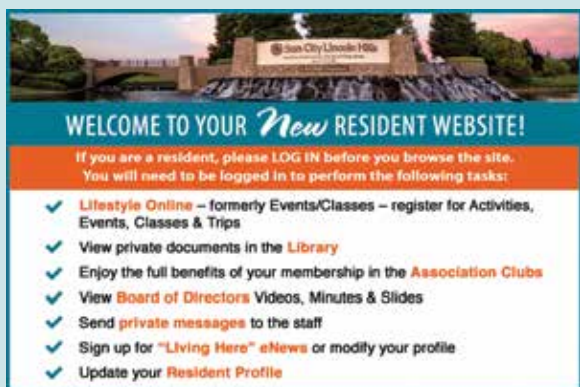 Sun City Lincoln Hills
WELCOME TO YOUR New RESIDENT WEBSITE!
If you are a resident, please LOG IN before you browse the site.
You will need to be logged in to perform the following tasks:
Lifestyle Online – formerly Events/Classes – register for Activities,
Events, Classes & Trips
View private documents in the Library
Enjoy the full benefits of your membership in the Association Clubs
View Board of Directors Videos, Minutes & Slides
Send private messages to the staff
Sign up for "Living Here" eNews or modify your profile
Update your Resident Profile